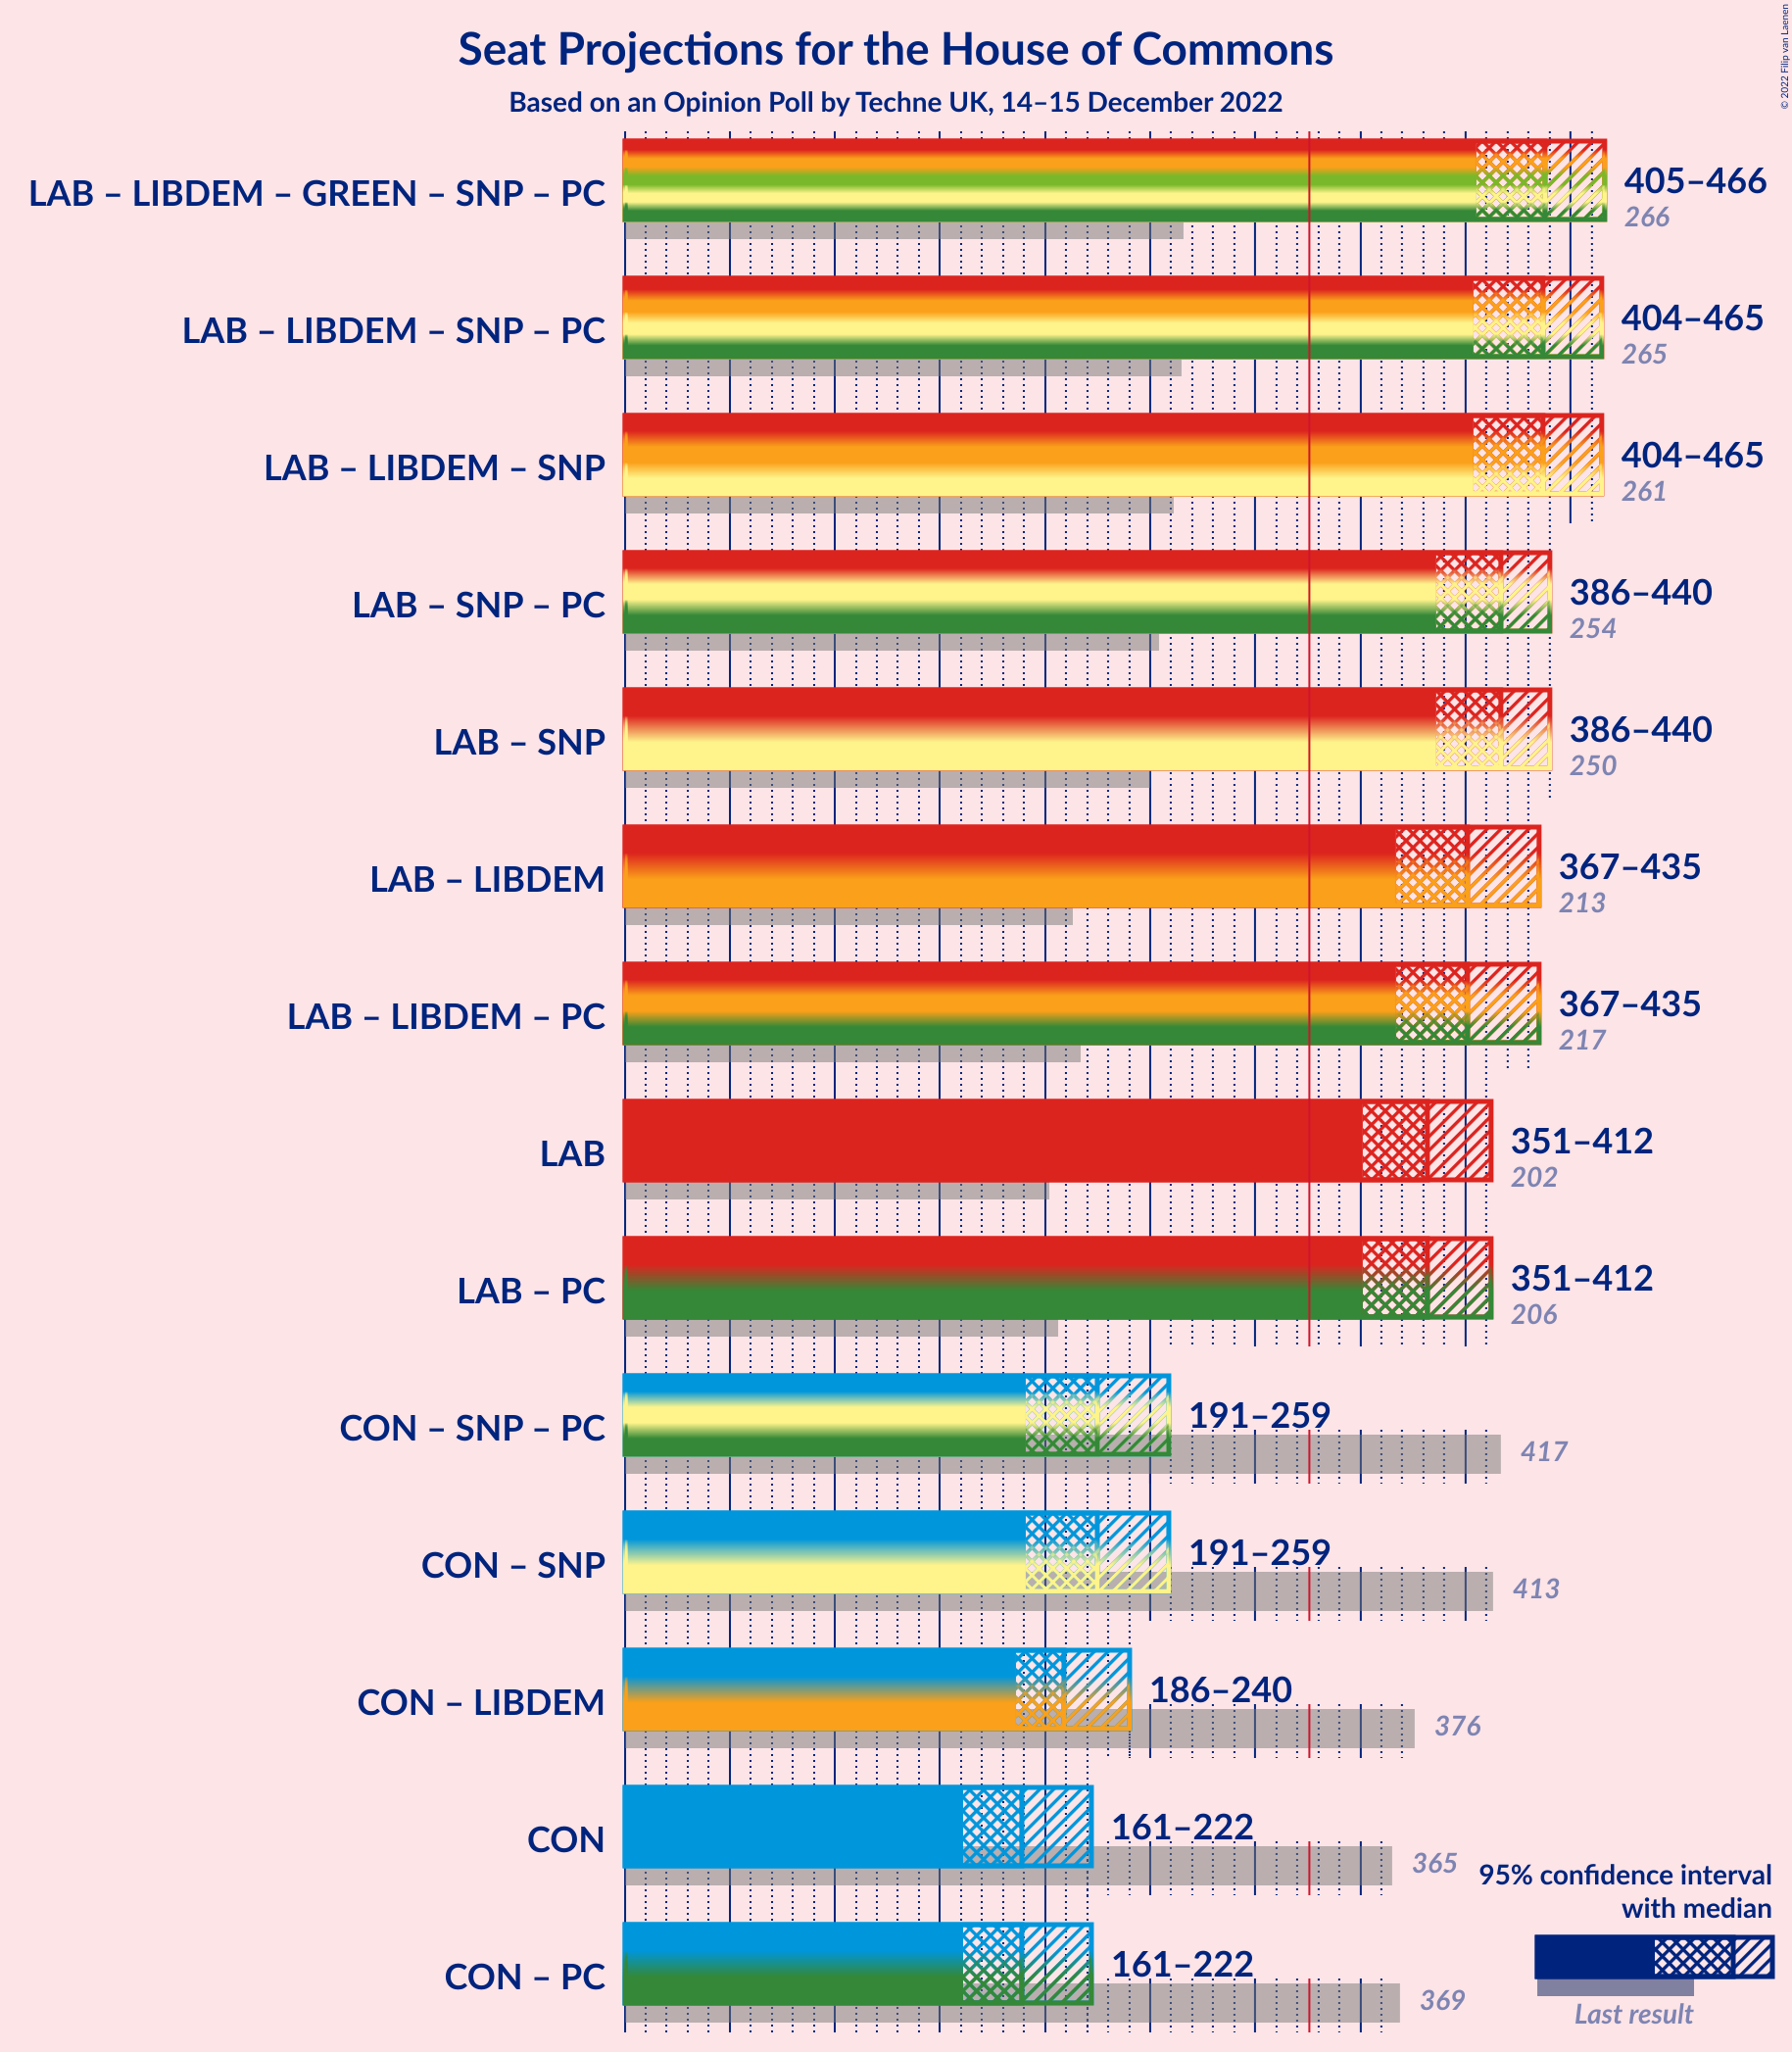 Seat Projections for the House of Commons
Based on an Opinion Poll by Techne UK, 14–15 December 2022
© 2022 Filip van Laenen
LAB – LIBDEM – GREEN – SNP – PC
405–466
266
LAB – LIBDEM – SNP – PC
404–465
265
LAB – LIBDEM – SNP
404–465
261
LAB – SNP – PC
386–440
254
LAB – SNP
386–440
250
LAB – LIBDEM
367–435
213
LAB – LIBDEM – PC
367–435
217
LAB
351–412
202
LAB – PC
351–412
206
CON – SNP – PC
191–259
417
CON – SNP
191–259
413
CON – LIBDEM
186–240
376
CON
161–222
365
CON – PC
161–222
369
95% confidence interval
with median
Last result